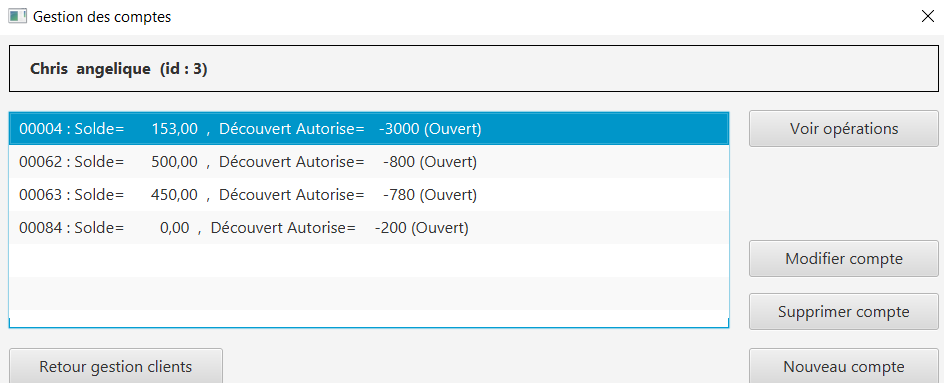 Gestion des comptes
Chris angelique (id : 3)
00004 : Solde= 153,00 , Découvert Autorise= -3000 (Ouvert)
00062 : Solde= 500,00 , Découvert Autorise= -800 (Ouvert)
00063 : Solde= 450,00 , Découvert Autorise= -780 (Ouvert)
00084 : Solde= 0,00 , Découvert Autorise= -200 (Ouvert)
Voir opérations
Modifier compte
Supprimer compte
Retour gestion clients
Nouveau compte